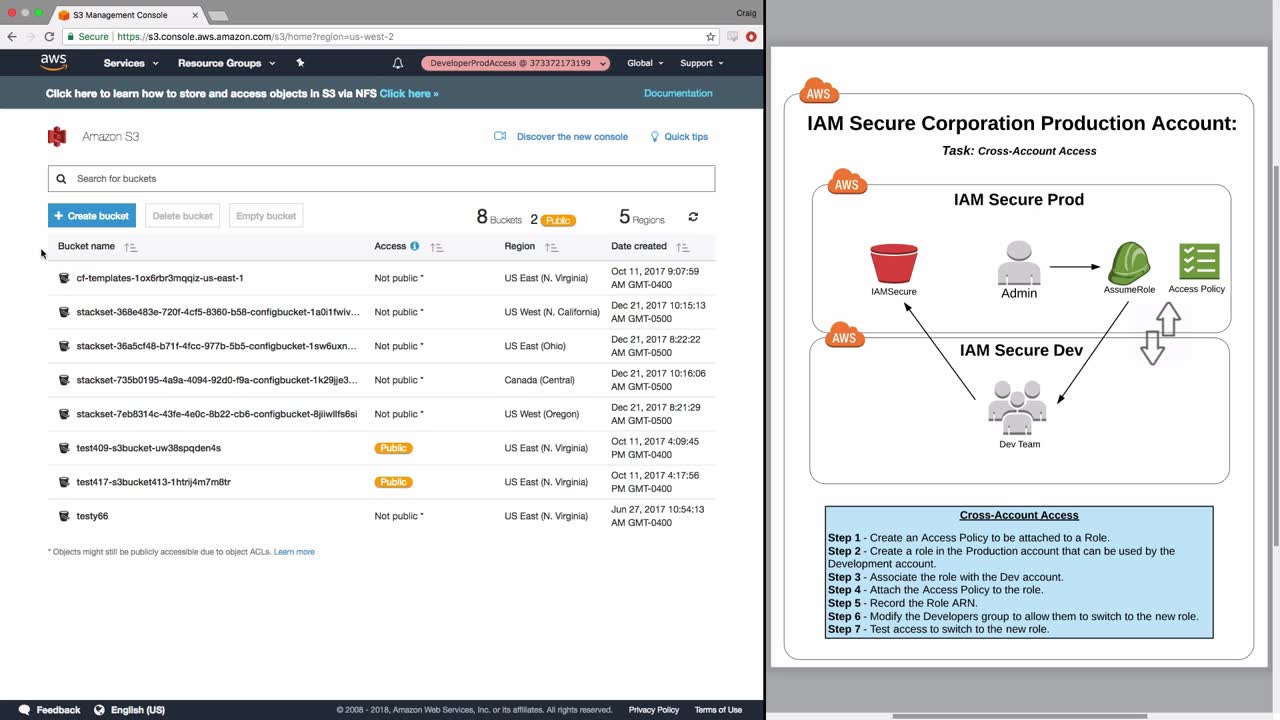 S3 Management Console
Craig
Secure | https://s3.console.aws.amazon.com/s3/home?region=us-west-2
aws
Services
Resource Groups
DeveloperProdAccess @ 373372173199
Global
Support
Click here to learn how to store and access objects in S3 via NFS Click here »
Documentation
Amazon S3
Discover the new console
Quick tips
Search for buckets
+ Create bucket
Delete bucket
Empty bucket
8 Buckets 2 Public
5 Regions
Bucket name
Access
Region
Date created
cf-templates-1ox6rbr3mqqiz-us-east-1
Not public *
US East (N. Virginia)
Oct 11, 2017 9:07:59
AM GMT-0400
stackset-368e483e-720f-4cf5-8360-b58-configbucket-1a0i1fwiv...
Not public *
US West (N. California)
Dec 21, 2017 10:15:13
AM GMT-0500
stackset-36a5cf48-b71f-4fcc-977b-5b5-configbucket-1sw6uxn...
Not public *
US East (Ohio)
Dec 21, 2017 8:22:22
AM GMT-0500
stackset-735b0195-4a9a-4094-92d0-f9a-configbucket-1k29jje3...
Not public *
Canada (Central)
Dec 21, 2017 10:16:06
AM GMT-0500
stackset-7eb8314c-43fe-4e0c-8b22-cb6-configbucket-8jiiwllfs6si
Not public *
US West (Oregon)
Dec 21, 2017 8:21:29
AM GMT-0500
test409-s3bucket-uw38spqden4s
Public
US East (N. Virginia)
Oct 11, 2017 4:09:45
PM GMT-0400
test417-s3bucket413-1htrij4m7m8tr
Public
US East (N. Virginia)
Oct 11, 2017 4:17:56
PM GMT-0400
testy66
Not public *
US East (N. Virginia)
Jun 27, 2017 10:54:13
AM GMT-0400
* Objects might still be publicly accessible due to object ACLs. Learn more
Feedback
English (US)
© 2008 - 2018, Amazon Web Services, Inc. or its affiliates. All rights reserved.
Privacy Policy
Terms of Use
AWS
IAM Secure Corporation Production Account:
Task: Cross-Account Access
AWS
IAM Secure Prod
IAMSecure
Admin
AssumeRole
Access Policy
AWS
IAM Secure Dev
Dev Team
Cross-Account Access
Step 1 - Create an Access Policy to be attached to a Role.
Step 2 - Create a role in the Production account that can be used by the
Development account.
Step 3 - Associate the role with the Dev account.
Step 4 - Attach the Access Policy to the role.
Step 5 - Record the Role ARN.
Step 6 - Modify the Developers group to allow them to switch to the new role.
Step 7 - Test access to switch to the new role.